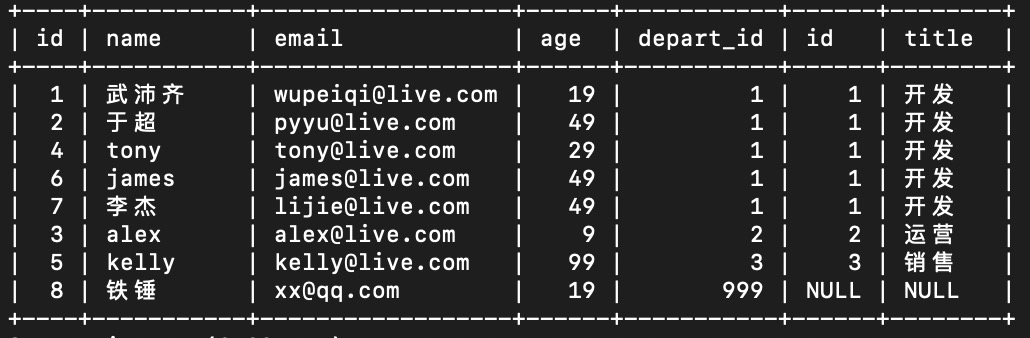 +----+-----------+------------------+------+-----------+------+--------+
| id | name | email | age | depart_id | id | title |
+----+-----------+------------------+------+-----------+------+--------+
| 1 | 武沛齐 | wupeiqi@live.com | 19 | 1 | 1 | 开发 |
| 2 | 于超 | pyyu@live.com | 49 | 1 | 1 | 开发 |
| 4 | tony | tony@live.com | 29 | 1 | 1 | 开发 |
| 6 | james | james@live.com | 49 | 1 | 1 | 开发 |
| 7 | 李杰 | lijie@live.com | 49 | 1 | 1 | 开发 |
| 3 | alex | alex@live.com | 9 | 2 | 2 | 运营 |
| 5 | kelly | kelly@live.com | 99 | 3 | 3 | 销售 |
| 8 | 铁锤 | xx@qq.com | 19 | 999 | NULL | NULL |
+----+-----------+------------------+------+-----------+------+--------+